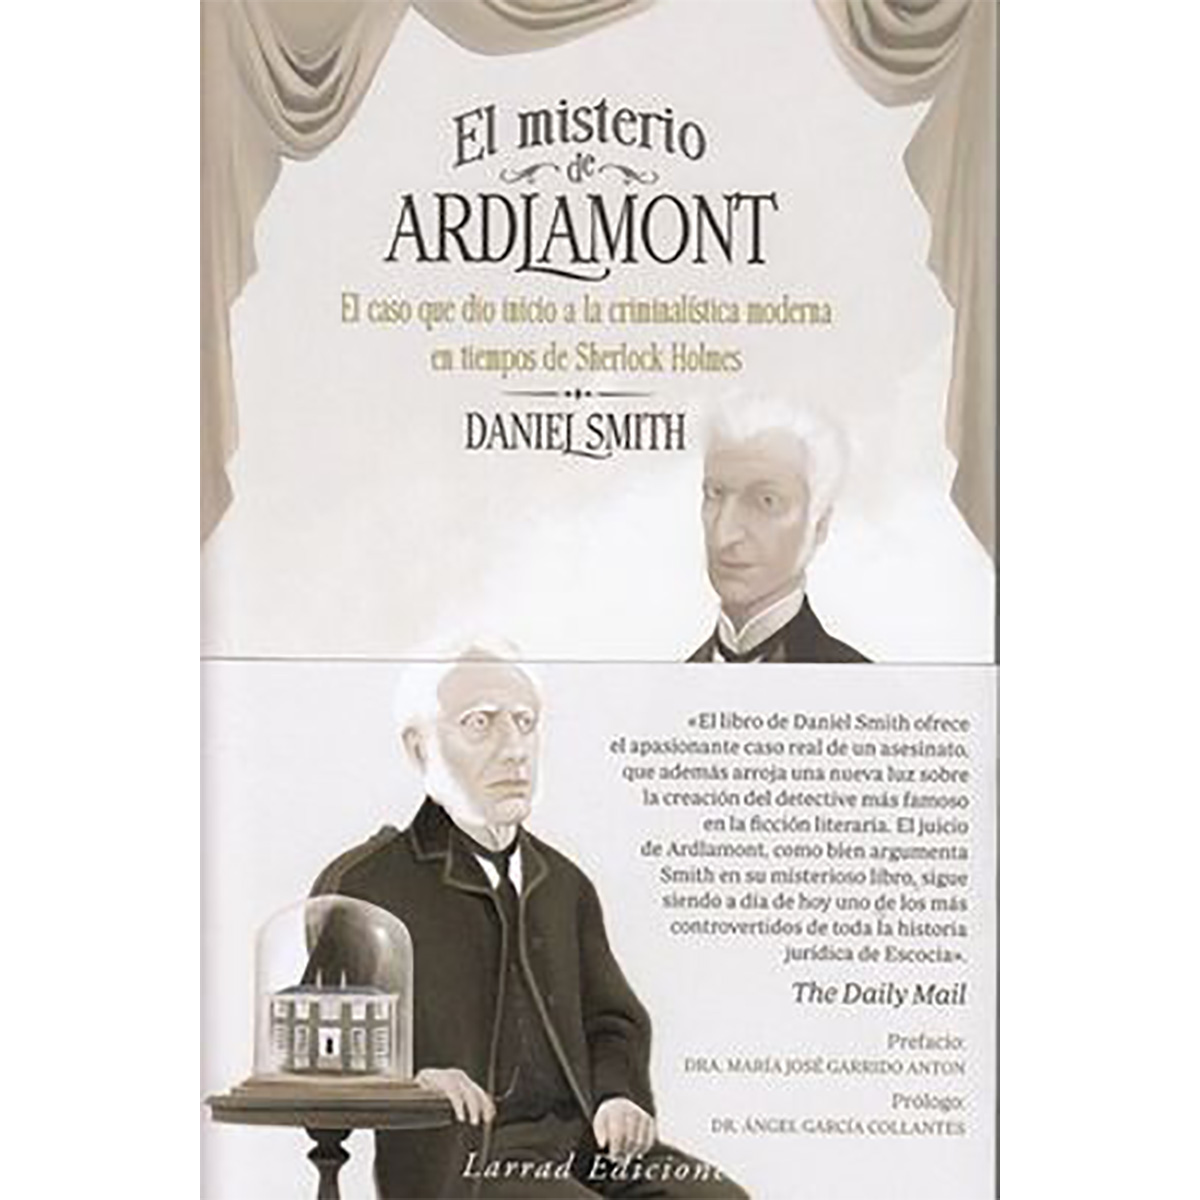 El misterio
de
ARDLAMONT
El caso que dio inicio a la criminalística moderna
en tiempos de Sherlock Holmes
DANIEL SMITH
«El libro de Daniel Smith ofrece
el apasionante caso real de un asesinato,
que además arroja una nueva luz sobre
la creación del detective más famoso
en la ficción literaria. El juicio
de Ardlamont, como bien argumenta
Smith en su misterioso libro, sigue
siendo a día de hoy uno de los más
controvertidos de toda la historia
jurídica de Escocia».
The Daily Mail
Prefacio:
DRA. MARÍA JOSÉ GARRIDO ANTON
Prólogo:
DR. ÁNGEL GARCÍA COLLANTES
Larrad Edicione